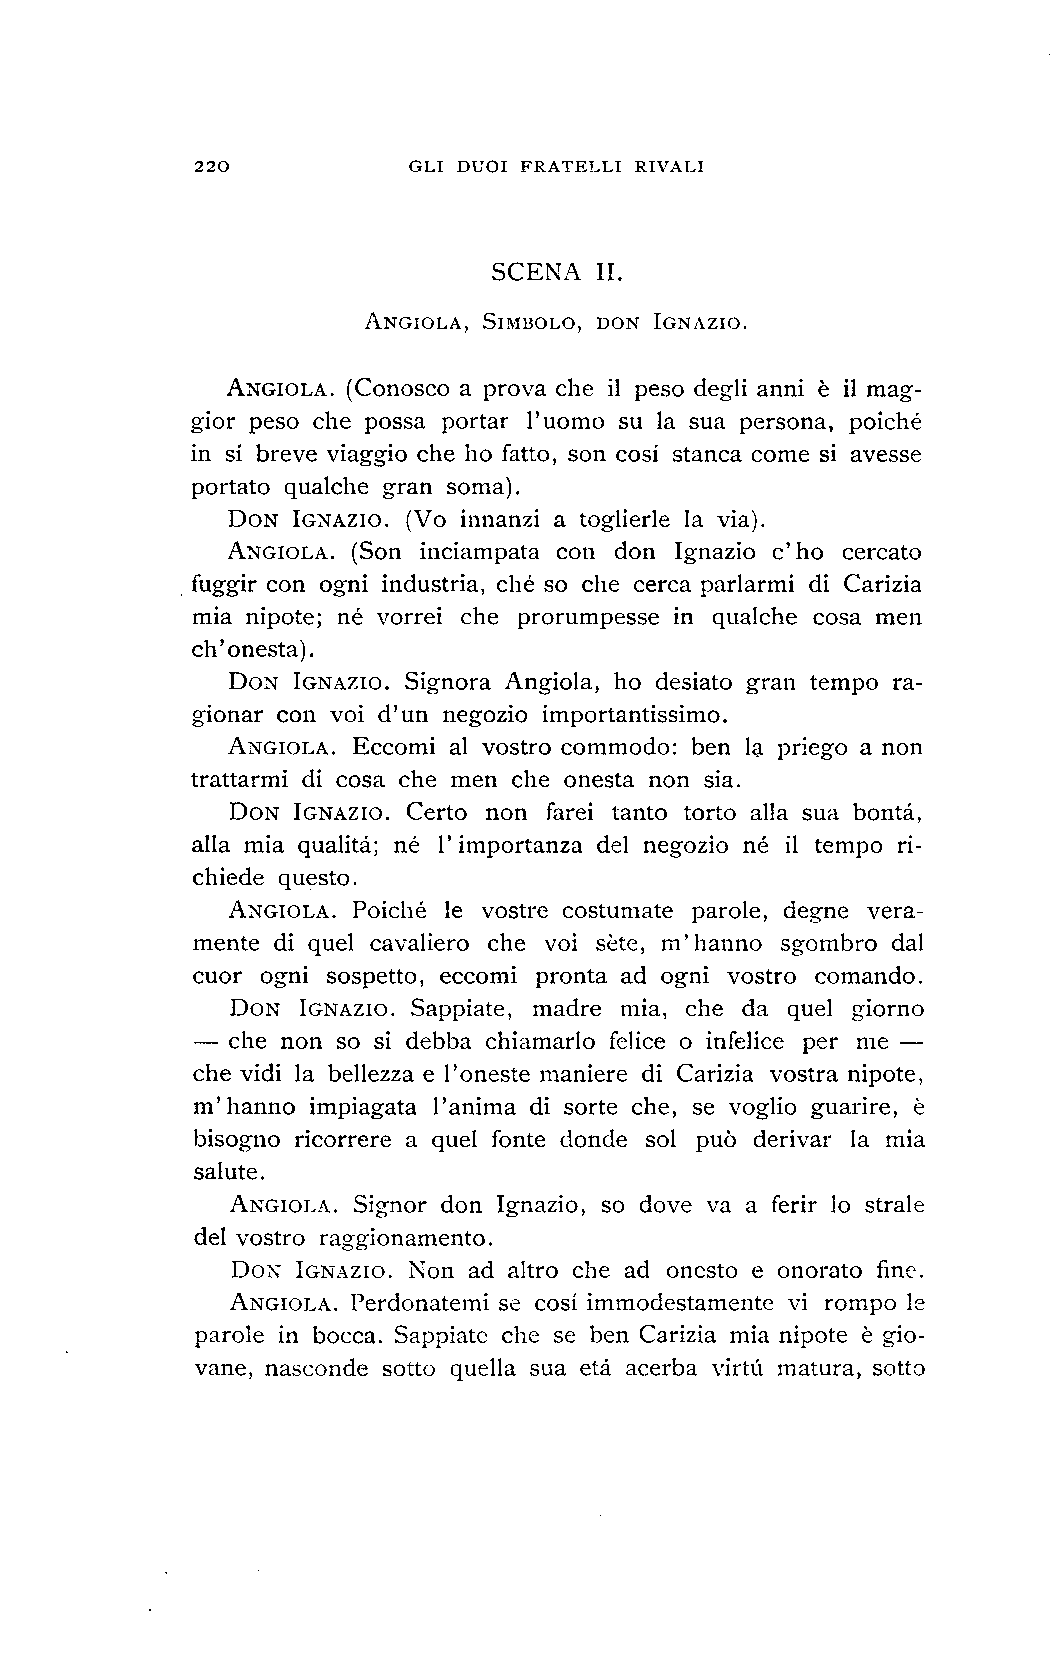 220 GLI DUOI FRATELLI RIVALI
SCENA II.
ANGIOLA, SIMBOLO, DON IGNAZIO.
ANGIOLA. (Conosco a prova che il peso degli anni è il mag-
gior peso che possa portar l'uomo su la sua persona, poiché
in sí breve viaggio che ho fatto, son cosí stanca come si avesse
portato qualche gran soma).
DON IGNAZIO. (Vo innanzi a toglierle la via).
ANGIOLA. (Son inciampata con don Ignazio c'ho cercato
fuggir con ogni industria, ché so che cerca parlarmi di Carizia
mia nipote; né vorrei che prorumpesse in qualche cosa men
ch'onesta).
DON IGNAZIO. Signora Angiola, ho desiato gran tempo ra-
gionar con voi d'un negozio importantissimo.
ANGIOLA. Eccomi al vostro commodo: ben la priego a non
trattarmi di cosa che men che onesta non sia.
DON IGNAZIO. Certo non farei tanto torto alla sua bontá,
alla mia qualitá; né l'importanza del negozio né il tempo ri-
chiede questo.
ANGIOLA. Poiché le vostre costumate parole, degne vera-
mente di quel cavaliero che voi sète, m'hanno sgombro dal
cuor ogni sospetto, eccomi pronta ad ogni vostro comando.
DON IGNAZIO. Sappiate, madre mia, che da quel giorno
— che non so si debba chiamarlo felice o infelice per me —
che vidi la bellezza e l'oneste maniere di Carizia vostra nipote,
m'hanno impiagata l'anima di sorte che, se voglio guarire, è
bisogno ricorrere a quel fonte donde sol può derivar la mia
salute.
ANGIOLA. Signor don Ignazio, so dove va a ferir lo strale
del vostro raggionamento.
DON IGNAZIO. Non ad altro che ad onesto e onorato fine.
ANGIOLA. Perdonatemi se cosí immodestamente vi rompo le
parole in bocca. Sappiate che se ben Carizia mia nipote è gio-
vane, nasconde sotto quella sua etá acerba virtú matura, sotto